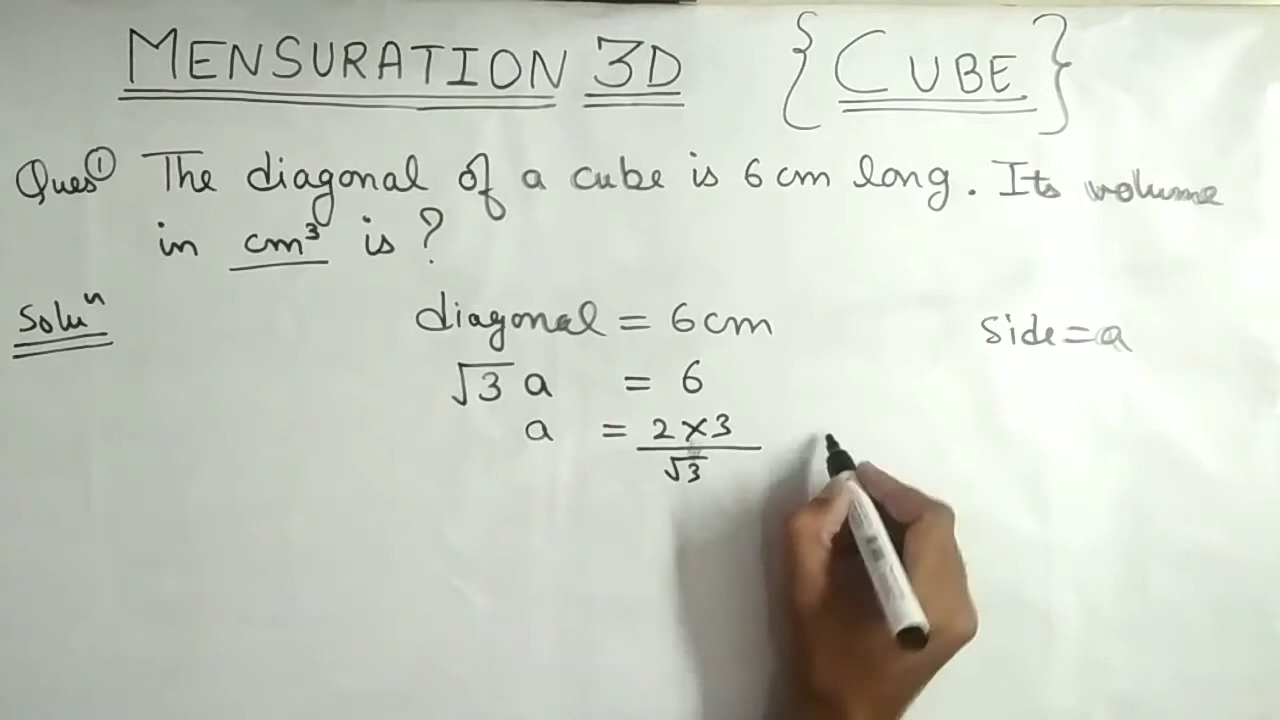 MENSURATION 3D {CUBE}
Ques① The diagonal of a cube is 6 cm long. Its volume
in cm³ is ?
Soluⁿ
diagonal = 6cm
side = a
√3 a = 6
a = 2×3/√3